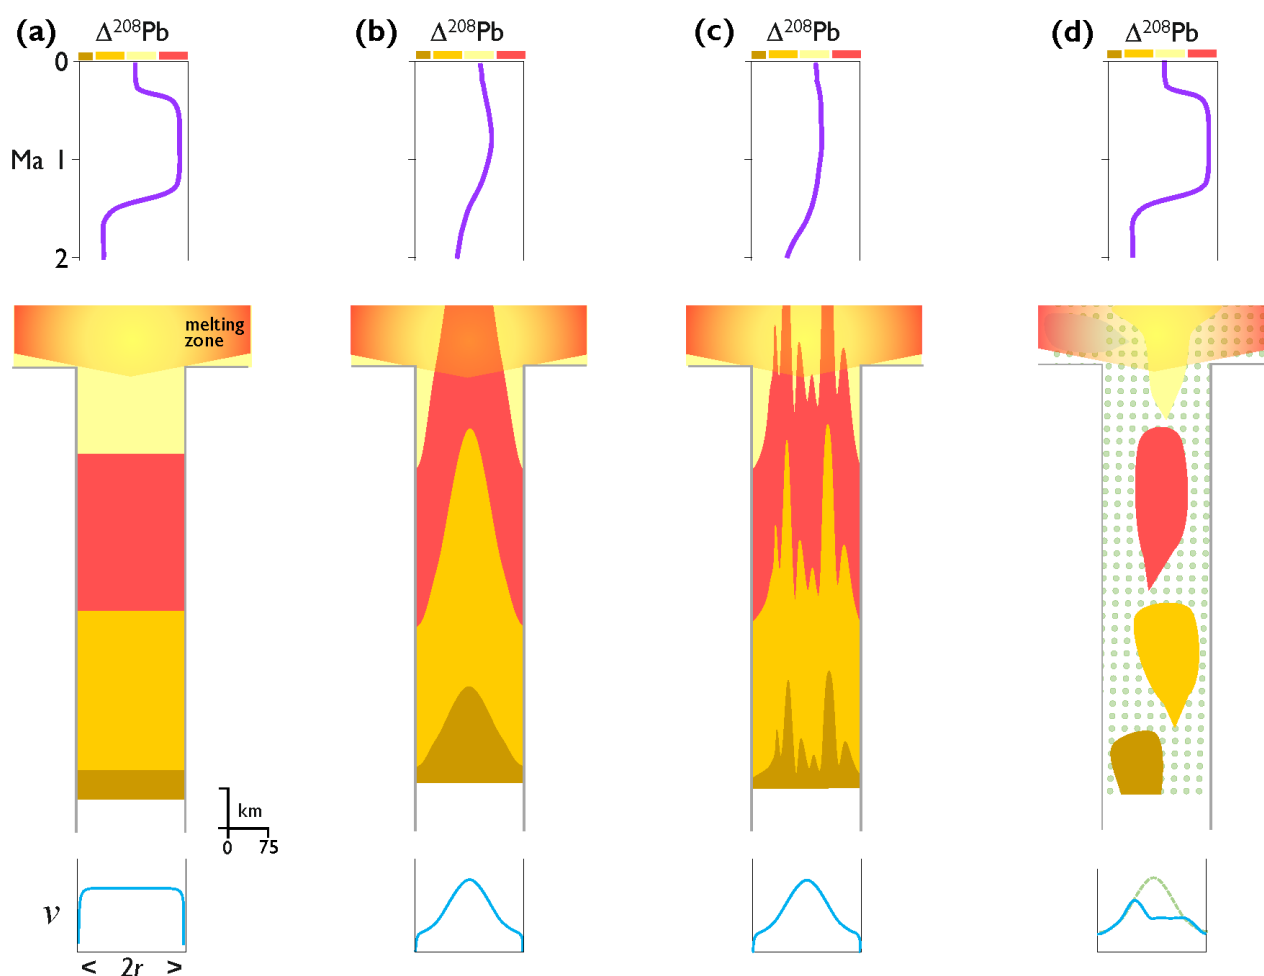 (a) Δ²⁰⁸Pb
(b) Δ²⁰⁸Pb
(c) Δ²⁰⁸Pb
(d) Δ²⁰⁸Pb
0
Ma 1
2
melting
zone
km
0 75
v
< 2r >